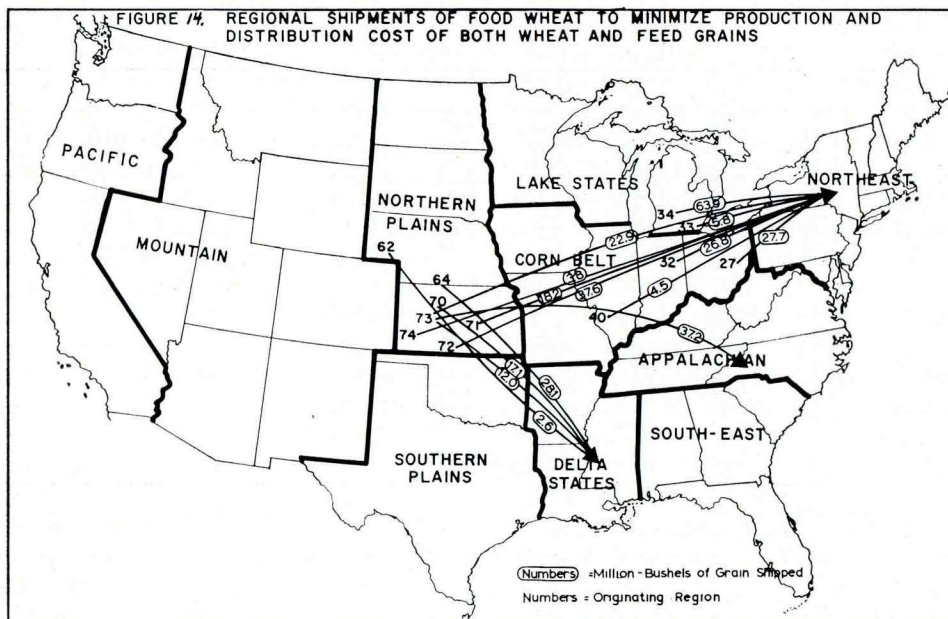 FIGURE 14. REGIONAL SHIPMENTS OF FOOD WHEAT TO MINIMIZE PRODUCTION AND
DISTRIBUTION COST OF BOTH WHEAT AND FEED GRAINS
PACIFIC
MOUNTAIN
NORTHERN
PLAINS
LAKE STATES
NORTHEAST
CORN BELT
APPALACHIAN
SOUTH-EAST
SOUTHERN
PLAINS
DELTA
STATES
62
64
70
73
74
71
72
34
33
32
27
40
63.9
5.8
22.9
26.8
27.7
3.8
18.2
37.6
4.5
37.2
17.1
28.1
12.0
2.6
Numbers =Million-Bushels of Grain Shipped
Numbers = Originating Region